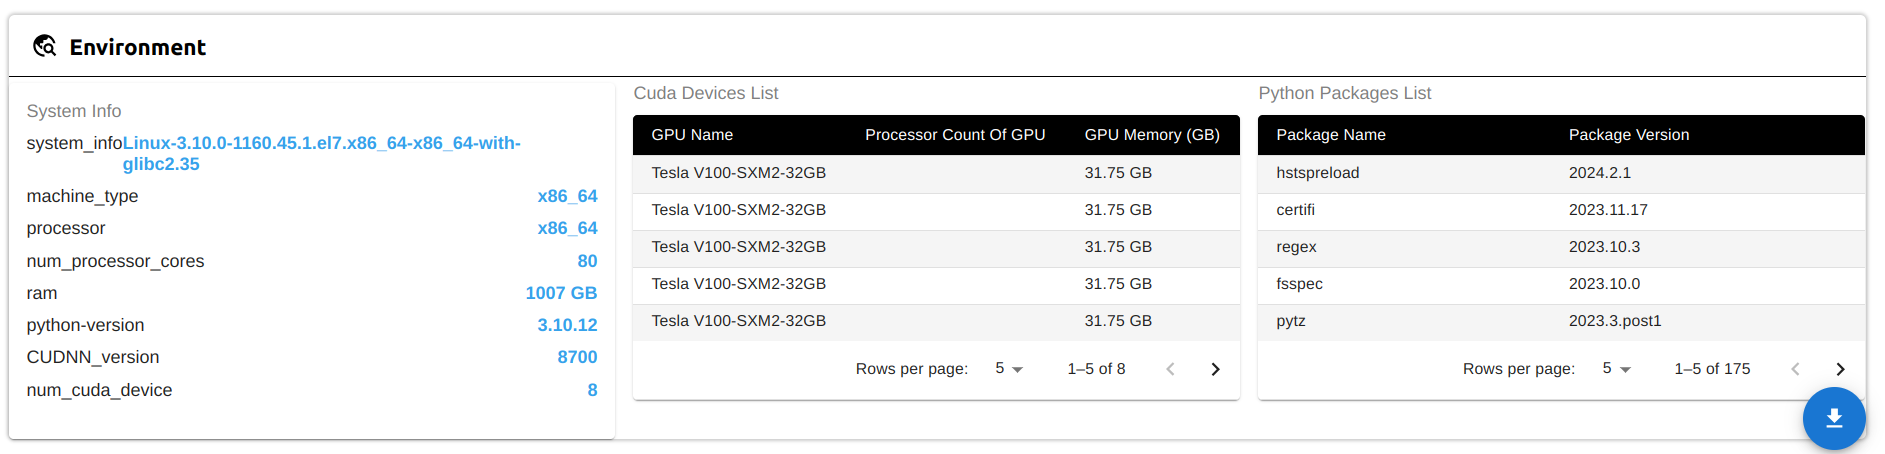 Environment
System Info
system_infoLinux-3.10.0-1160.45.1.el7.x86_64-x86_64-with-
glibc2.35
machine_type x86_64
processor x86_64
num_processor_cores 80
ram 1007 GB
python-version 3.10.12
CUDNN_version 8700
num_cuda_device 8
Cuda Devices List
GPU Name Processor Count Of GPU GPU Memory (GB)
Tesla V100-SXM2-32GB 31.75 GB
Tesla V100-SXM2-32GB 31.75 GB
Tesla V100-SXM2-32GB 31.75 GB
Tesla V100-SXM2-32GB 31.75 GB
Tesla V100-SXM2-32GB 31.75 GB
Rows per page: 5 1–5 of 8
Python Packages List
Package Name Package Version
hstspreload 2024.2.1
certifi 2023.11.17
regex 2023.10.3
fsspec 2023.10.0
pytz 2023.3.post1
Rows per page: 5 1–5 of 175